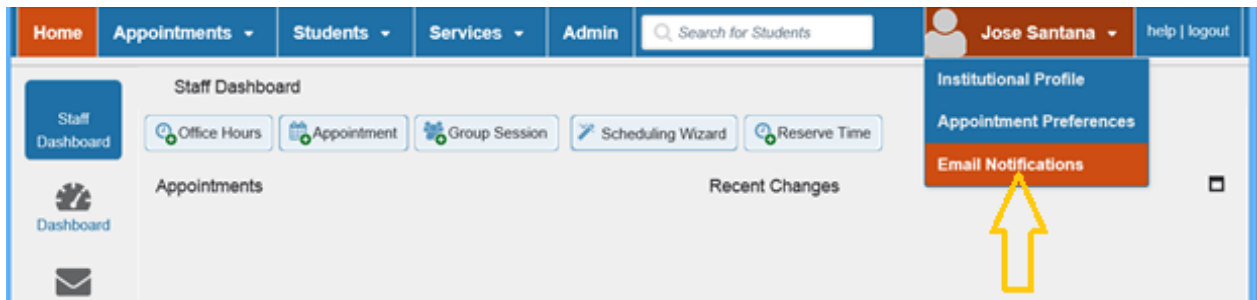 Home Appointments Students Services Admin Search for Students Jose Santana help | logout
Institutional Profile
Appointment Preferences
Email Notifications
Staff Dashboard
Staff
Dashboard
Office Hours Appointment Group Session Scheduling Wizard Reserve Time
Appointments Recent Changes
Dashboard